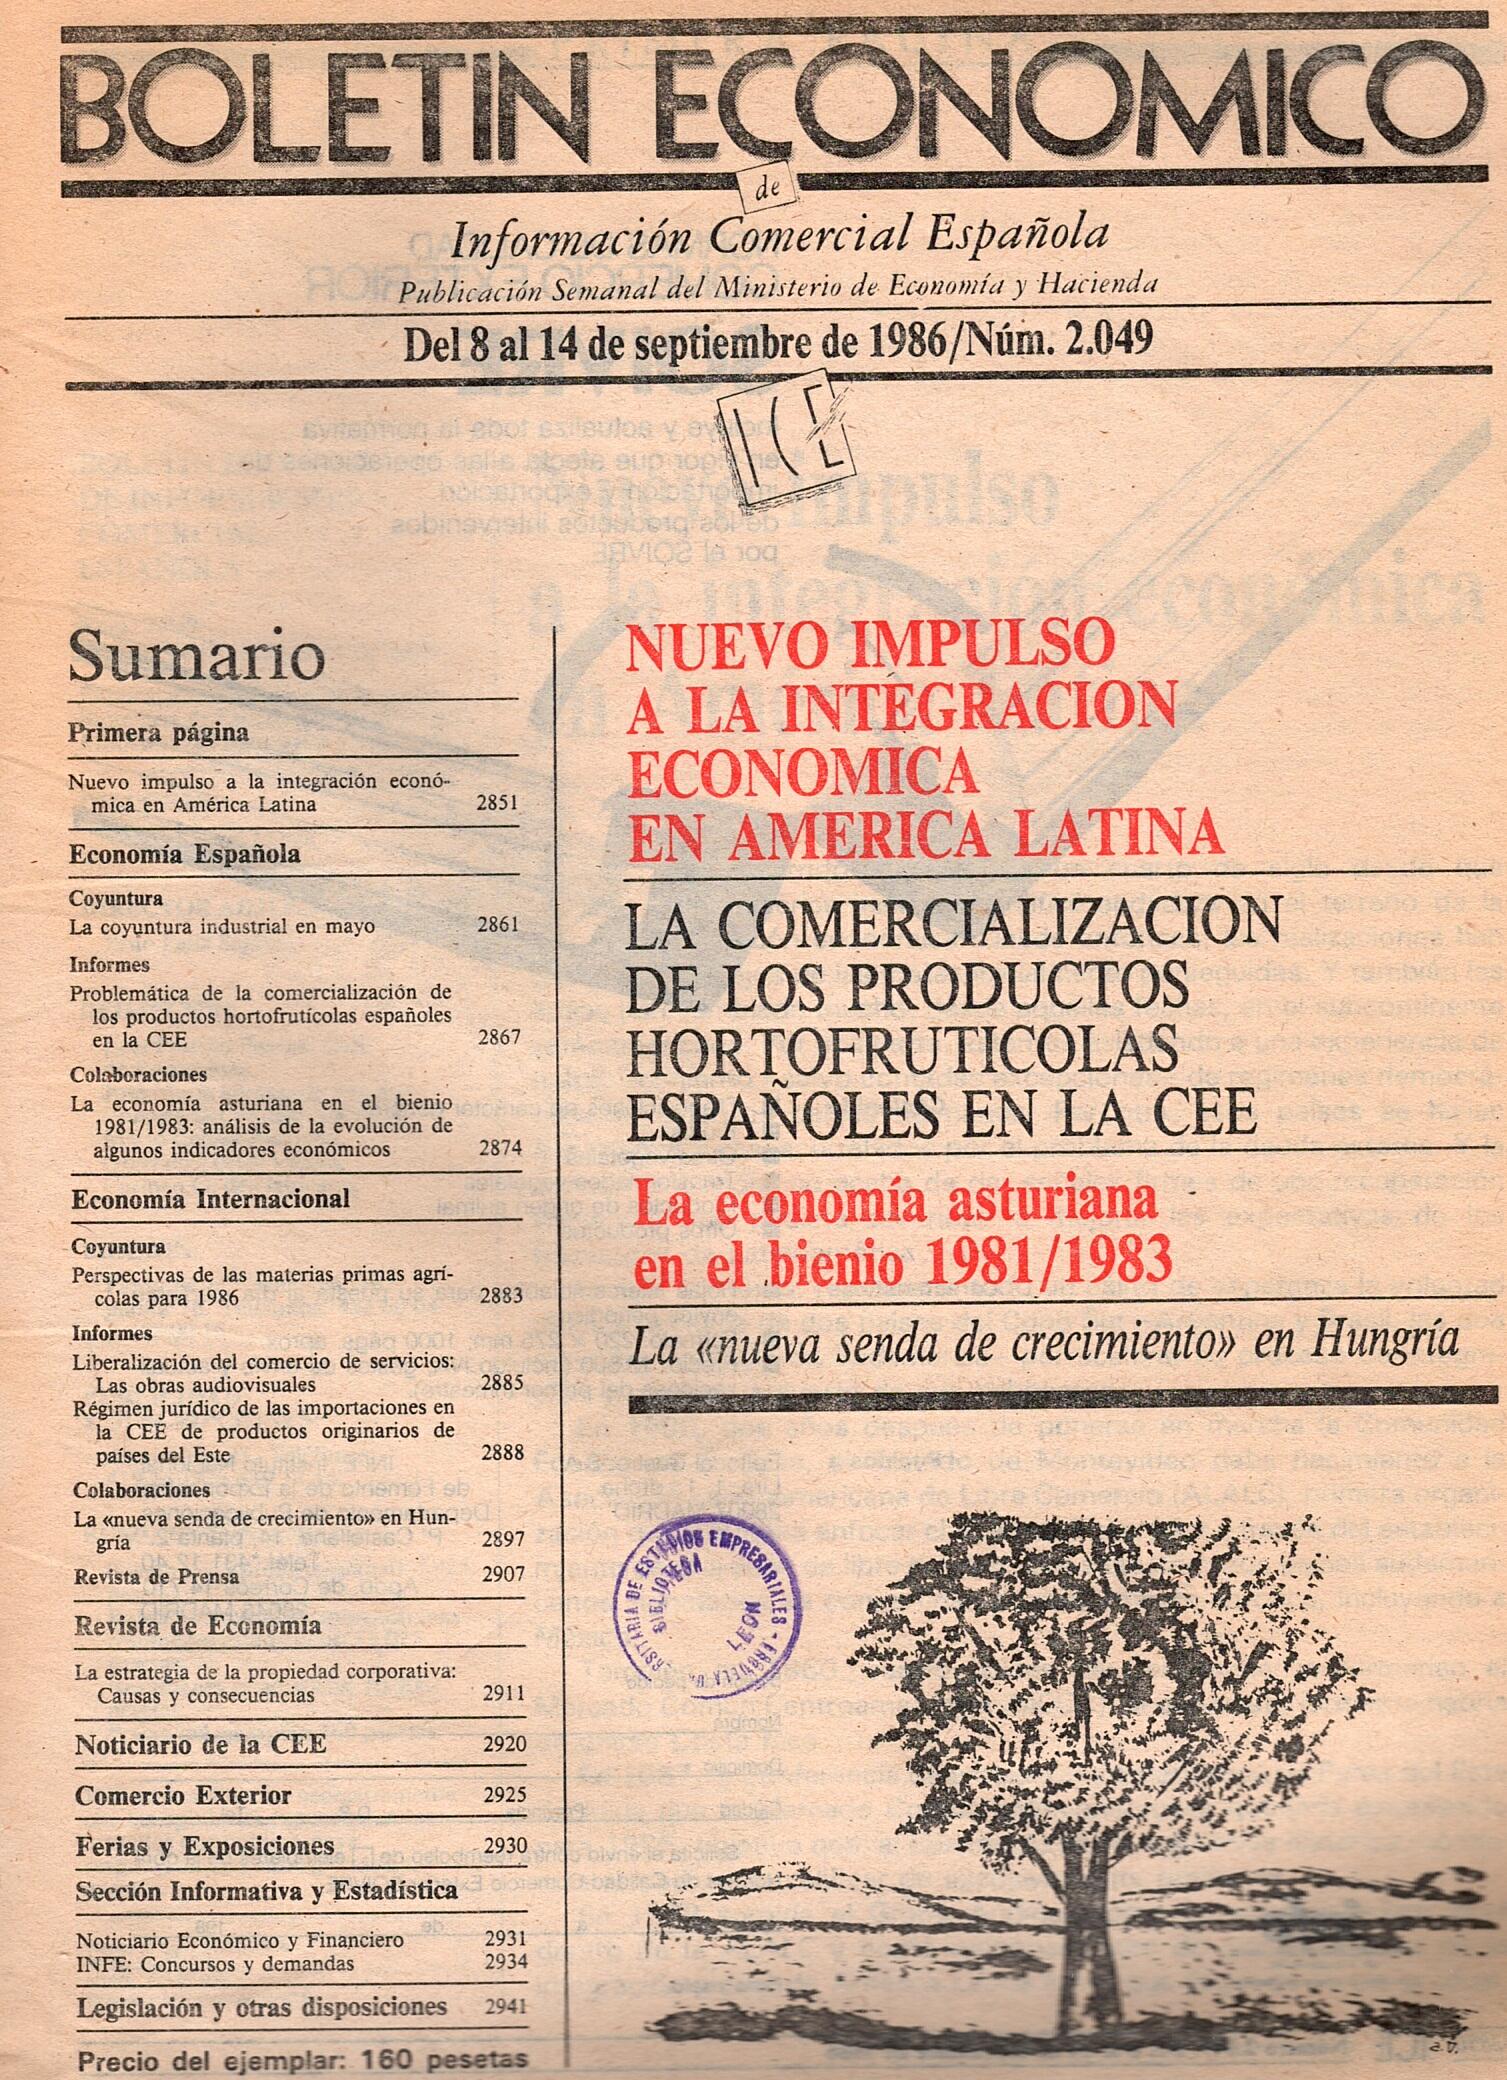 BOLETIN ECONOMICO
de
Información Comercial Española
Publicación Semanal del Ministerio de Economía y Hacienda
Del 8 al 14 de septiembre de 1986/Núm. 2.049
ICE
Sumario
Primera página
Nuevo impulso a la integración econó-
mica en América Latina 2851
Economía Española
Coyuntura
La coyuntura industrial en mayo 2861
Informes
Problemática de la comercialización de
los productos hortofrutícolas españoles
en la CEE 2867
Colaboraciones
La economía asturiana en el bienio
1981/1983: análisis de la evolución de
algunos indicadores económicos 2874
Economía Internacional
Coyuntura
Perspectivas de las materias primas agrí-
colas para 1986 2883
Informes
Liberalización del comercio de servicios:
Las obras audiovisuales 2885
Régimen jurídico de las importaciones en
la CEE de productos originarios de
países del Este 2888
Colaboraciones
La «nueva senda de crecimiento» en Hun-
gría 2897
Revista de Prensa 2907
Revista de Economía
La estrategia de la propiedad corporativa:
Causas y consecuencias 2911
Noticiario de la CEE 2920
Comercio Exterior 2925
Ferias y Exposiciones 2930
Sección Informativa y Estadística
Noticiario Económico y Financiero 2931
INFE: Concursos y demandas 2934
Legislación y otras disposiciones 2941
Precio del ejemplar: 160 pesetas
NUEVO IMPULSO
A LA INTEGRACION
ECONOMICA
EN AMERICA LATINA
LA COMERCIALIZACION
DE LOS PRODUCTOS
HORTOFRUTICOLAS
ESPAÑOLES EN LA CEE
La economía asturiana
en el bienio 1981/1983
La «nueva senda de crecimiento» en Hungría
DE ESTUDIOS EMPRESARIALES
BIBLIOTECA
LEON
a.v.